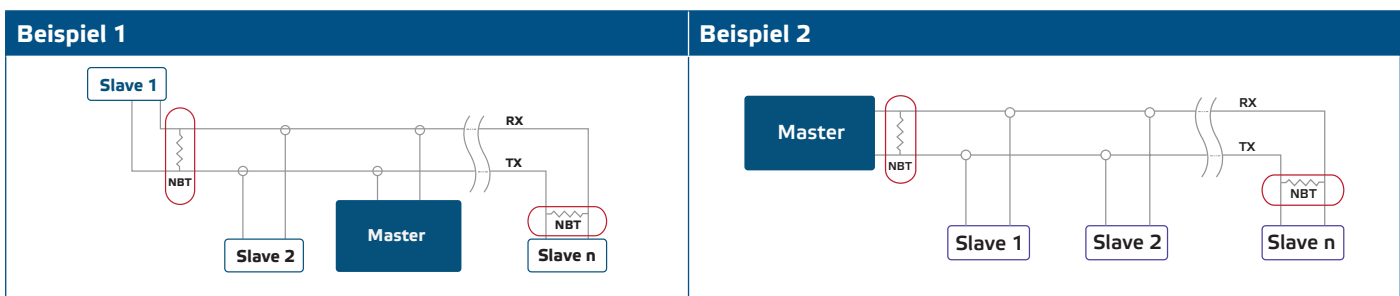 Beispiel 1
Slave 1
RX
TX
NBT
NBT
Master
Slave 2
Slave n
Beispiel 2
RX
Master
TX
NBT
NBT
Slave 1
Slave 2
Slave n